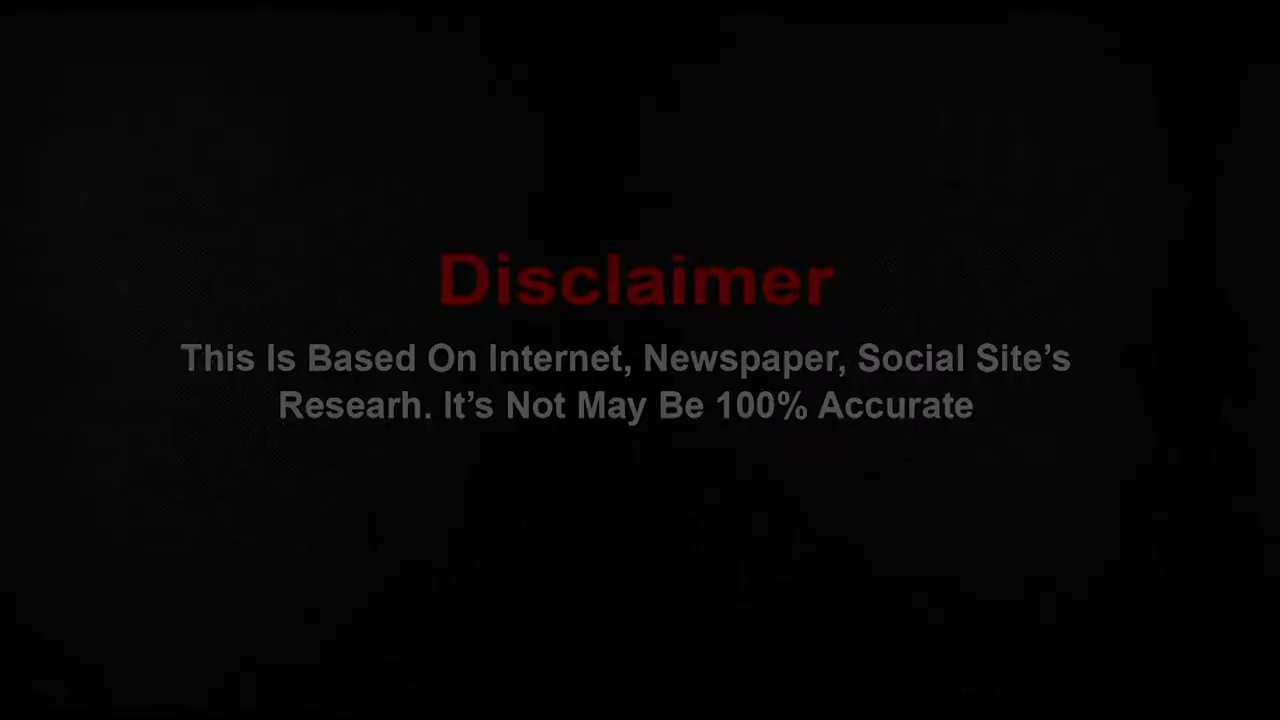 Disclaimer
This Is Based On Internet, Newspaper, Social Site’s
Researh. It’s Not May Be 100% Accurate